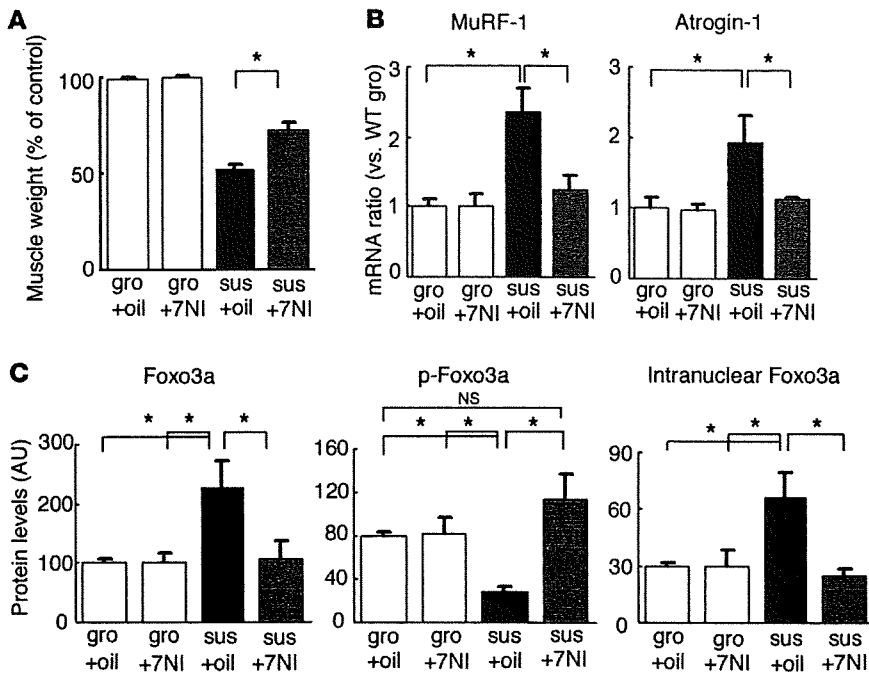 A
Muscle weight (% of control)
100
50
0
*
gro
+oil
gro
+7NI
sus
+oil
sus
+7NI
B
MuRF-1
mRNA ratio (vs. WT gro)
3
2
1
0
*
*
gro
+oil
gro
+7NI
sus
+oil
sus
+7NI
Atrogin-1
3
2
1
0
*
*
gro
+oil
gro
+7NI
sus
+oil
sus
+7NI
C
Foxo3a
Protein levels (AU)
300
200
100
0
*
*
*
gro
+oil
gro
+7NI
sus
+oil
sus
+7NI
p-Foxo3a
NS
160
120
80
40
0
*
*
*
gro
+oil
gro
+7NI
sus
+oil
sus
+7NI
Intranuclear Foxo3a
90
60
30
0
*
*
*
gro
+oil
gro
+7NI
sus
+oil
sus
+7NI